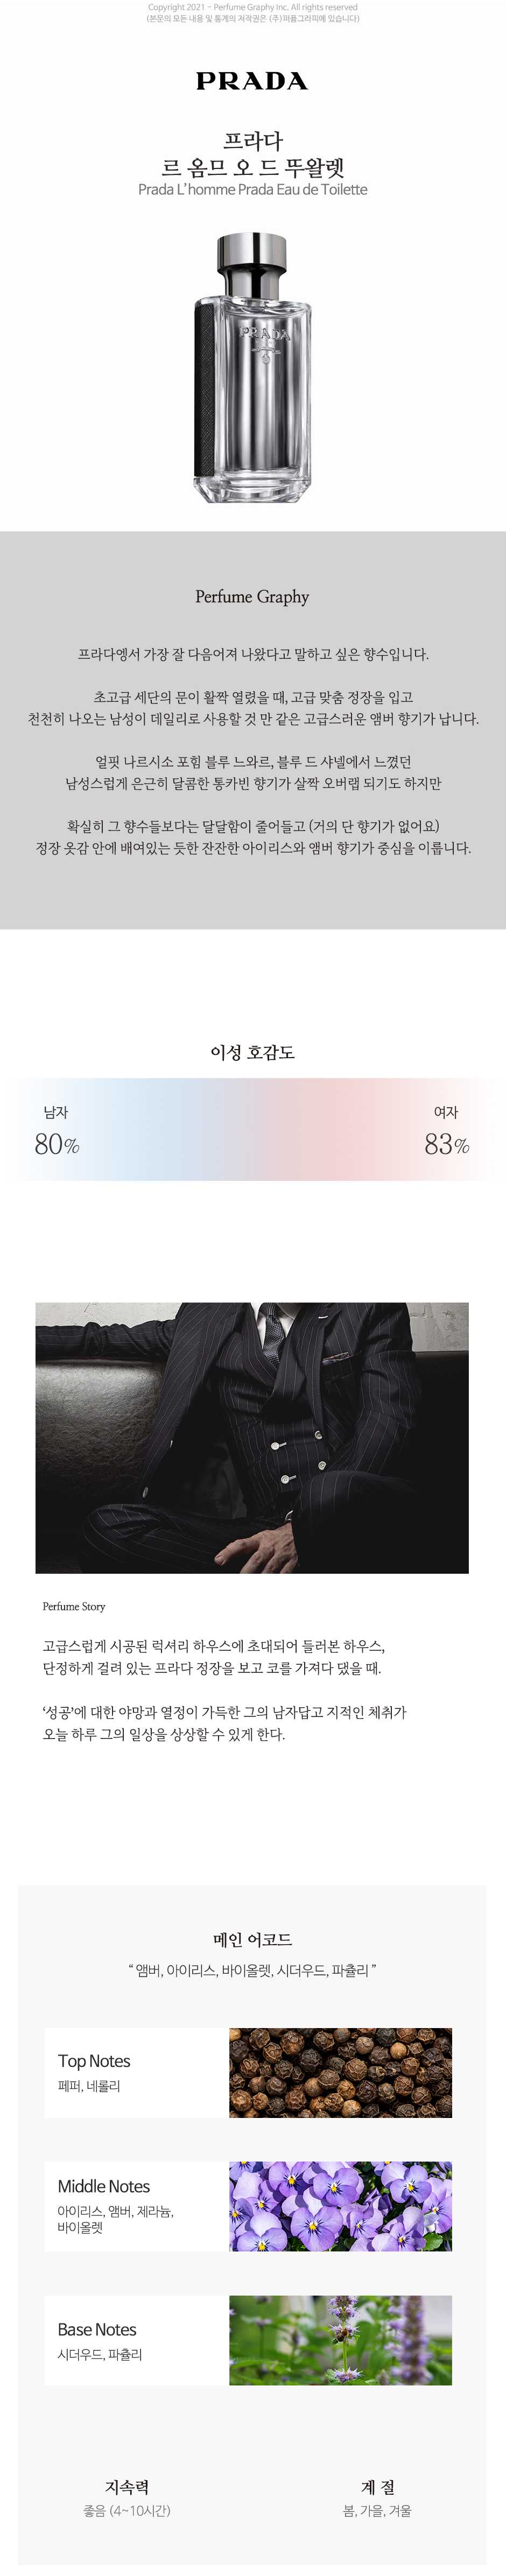 Copyright 2021 - Perfume Graphy Inc. All rights reserved
(본문의 모든 내용 및 통계의 저작권은 (주)퍼퓸그라피에 있습니다)
PRADA
프라다
르 옴므 오 드 뚜왈렛
Prada L'homme Prada Eau de Toilette
PRADA
Perfume Graphy
프라다엥서 가장 잘 다음어져 나왔다고 말하고 싶은 향수입니다.
초고급 세단의 문이 활짝 열렸을 때, 고급 맞춤 정장을 입고
천천히 나오는 남성이 데일리로 사용할 것 만 같은 고급스러운 앰버 향기가 납니다.
얼핏 나르시소 포힘 블루 느와르, 블루 드 샤넬에서 느꼈던
남성스럽게 은근히 달콤한 통카빈 향기가 살짝 오버랩 되기도 하지만
확실히 그 향수들보다는 달달함이 줄어들고 (거의 단 향기가 없어요)
정장 옷감 안에 배여있는 듯한 잔잔한 아이리스와 앰버 향기가 중심을 이룹니다.
이성 호감도
남자 여자
80% 83%
Perfume Story
고급스럽게 시공된 럭셔리 하우스에 초대되어 들러본 하우스,
단정하게 걸려 있는 프라다 정장을 보고 코를 가져다 댔을 때.
‘성공’에 대한 야망과 열정이 가득한 그의 남자답고 지적인 체취가
오늘 하루 그의 일상을 상상할 수 있게 한다.
메인 어코드
“ 앰버, 아이리스, 바이올렛, 시더우드, 파츌리 ”
Top Notes
페퍼, 네롤리
Middle Notes
아이리스, 앰버, 제라늄,
바이올렛
Base Notes
시더우드, 파츌리
지속력 계 절
좋음 (4~10시간) 봄, 가을, 겨울